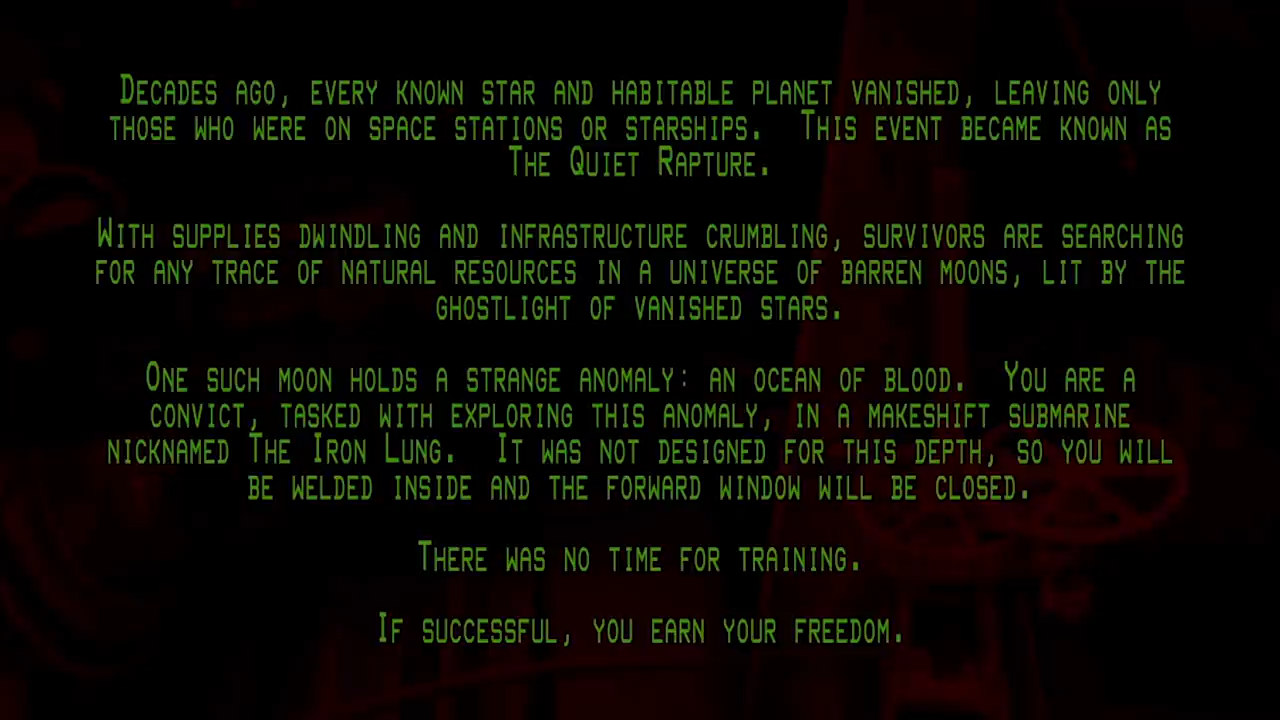 Decades ago, every known star and habitable planet vanished, leaving only
those who were on space stations or starships.  This event became known as
The Quiet Rapture.
With supplies dwindling and infrastructure crumbling, survivors are searching
for any trace of natural resources in a universe of barren moons, lit by the
ghostlight of vanished stars.
One such moon holds a strange anomaly: an ocean of blood.  You are a
convict, tasked with exploring this anomaly, in a makeshift submarine
nicknamed The Iron Lung.  It was not designed for this depth, so you will
be welded inside and the forward window will be closed.
There was no time for training.
If successful, you earn your freedom.